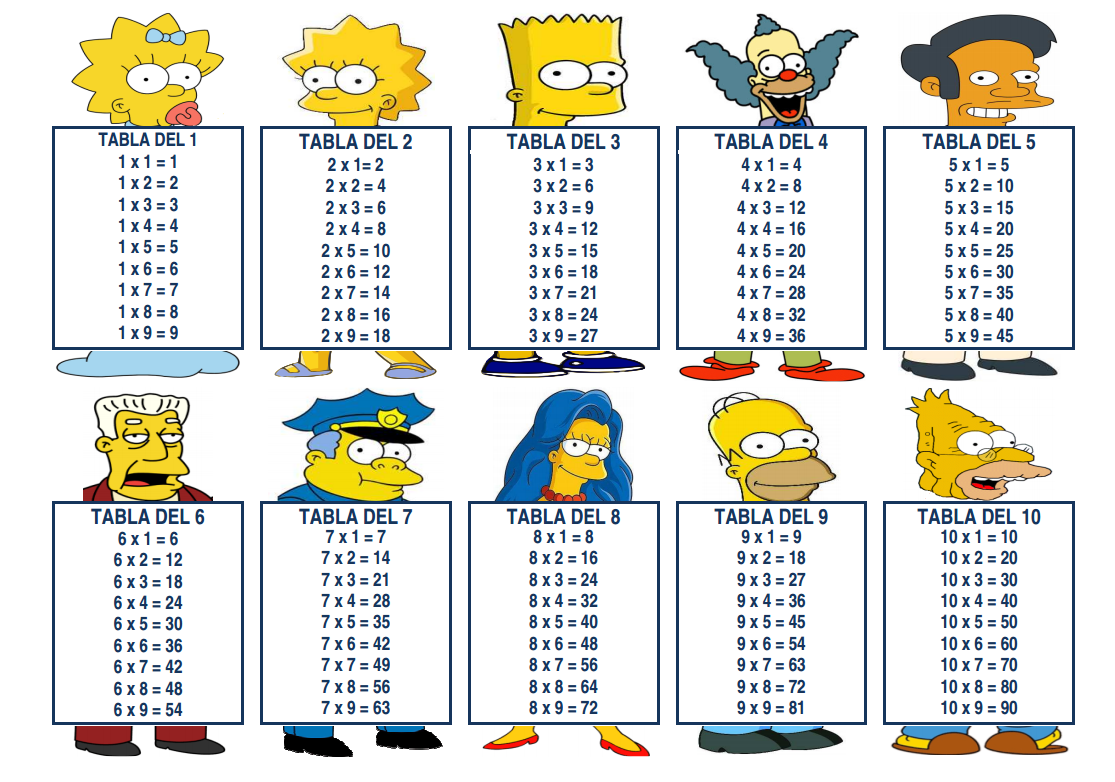 TABLA DEL 1
1 x 1 = 1
1 x 2 = 2
1 x 3 = 3
1 x 4 = 4
1 x 5 = 5
1 x 6 = 6
1 x 7 = 7
1 x 8 = 8
1 x 9 = 9
TABLA DEL 2
2 x 1= 2
2 x 2 = 4
2 x 3 = 6
2 x 4 = 8
2 x 5 = 10
2 x 6 = 12
2 x 7 = 14
2 x 8 = 16
2 x 9 = 18
TABLA DEL 3
3 x 1 = 3
3 x 2 = 6
3 x 3 = 9
3 x 4 = 12
3 x 5 = 15
3 x 6 = 18
3 x 7 = 21
3 x 8 = 24
3 x 9 = 27
TABLA DEL 4
4 x 1 = 4
4 x 2 = 8
4 x 3 = 12
4 x 4 = 16
4 x 5 = 20
4 x 6 = 24
4 x 7 = 28
4 x 8 = 32
4 x 9 = 36
TABLA DEL 5
5 x 1 = 5
5 x 2 = 10
5 x 3 = 15
5 x 4 = 20
5 x 5 = 25
5 x 6 = 30
5 x 7 = 35
5 x 8 = 40
5 x 9 = 45
TABLA DEL 6
6 x 1 = 6
6 x 2 = 12
6 x 3 = 18
6 x 4 = 24
6 x 5 = 30
6 x 6 = 36
6 x 7 = 42
6 x 8 = 48
6 x 9 = 54
TABLA DEL 7
7 x 1 = 7
7 x 2 = 14
7 x 3 = 21
7 x 4 = 28
7 x 5 = 35
7 x 6 = 42
7 x 7 = 49
7 x 8 = 56
7 x 9 = 63
TABLA DEL 8
8 x 1 = 8
8 x 2 = 16
8 x 3 = 24
8 x 4 = 32
8 x 5 = 40
8 x 6 = 48
8 x 7 = 56
8 x 8 = 64
8 x 9 = 72
TABLA DEL 9
9 x 1 = 9
9 x 2 = 18
9 x 3 = 27
9 x 4 = 36
9 x 5 = 45
9 x 6 = 54
9 x 7 = 63
9 x 8 = 72
9 x 9 = 81
TABLA DEL 10
10 x 1 = 10
10 x 2 = 20
10 x 3 = 30
10 x 4 = 40
10 x 5 = 50
10 x 6 = 60
10 x 7 = 70
10 x 8 = 80
10 x 9 = 90